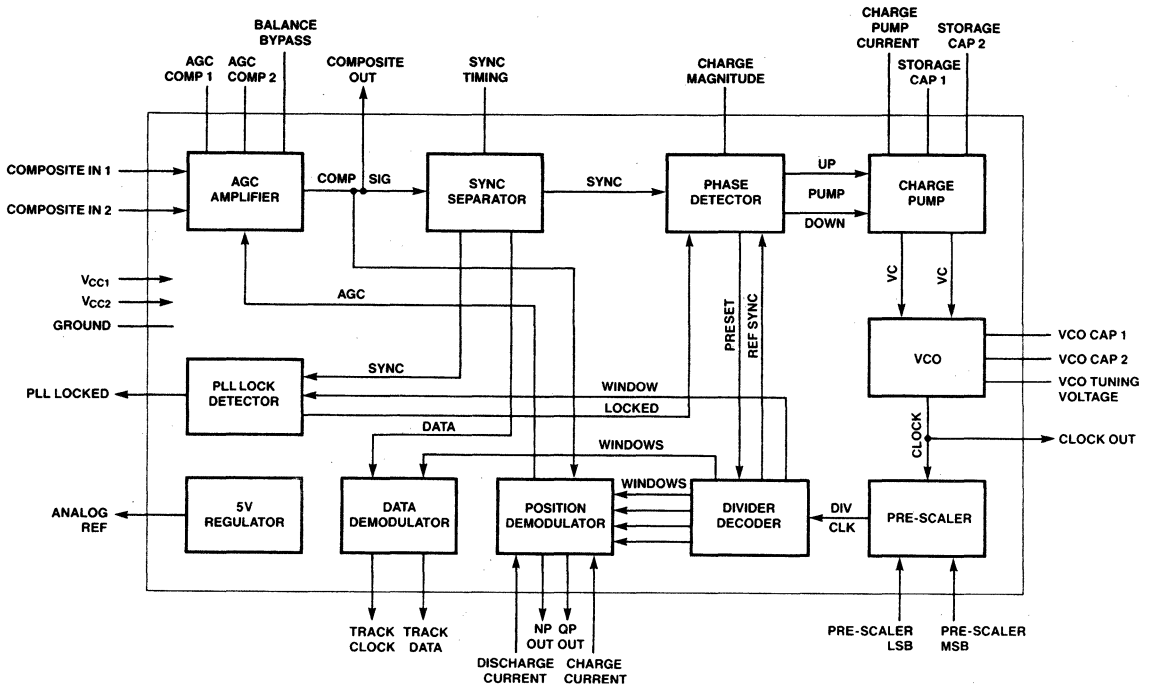 BALANCE
BYPASS
AGC
COMP 1
AGC
COMP 2
COMPOSITE
OUT
SYNC
TIMING
CHARGE
MAGNITUDE
CHARGE
PUMP
CURRENT
STORAGE
CAP 2
STORAGE
CAP 1
COMPOSITE IN 1
COMPOSITE IN 2
AGC
AMPLIFIER
COMP SIG
SYNC
SEPARATOR
SYNC
PHASE
DETECTOR
UP
PUMP
DOWN
CHARGE
PUMP
VCC1
VCC2
GROUND
AGC
PRESET
REF SYNC
VC
VC
VCO
VCO CAP 1
VCO CAP 2
VCO TUNING
VOLTAGE
PLL LOCKED
PLL LOCK
DETECTOR
SYNC
WINDOW
LOCKED
DATA
WINDOWS
CLOCK
CLOCK OUT
ANALOG
REF
5V
REGULATOR
DATA
DEMODULATOR
POSITION
DEMODULATOR
WINDOWS
DIVIDER
DECODER
DIV
CLK
PRE-SCALER
TRACK
CLOCK
TRACK
DATA
NP
OUT
QP
OUT
DISCHARGE
CURRENT
CHARGE
CURRENT
PRE-SCALER
LSB
PRE-SCALER
MSB